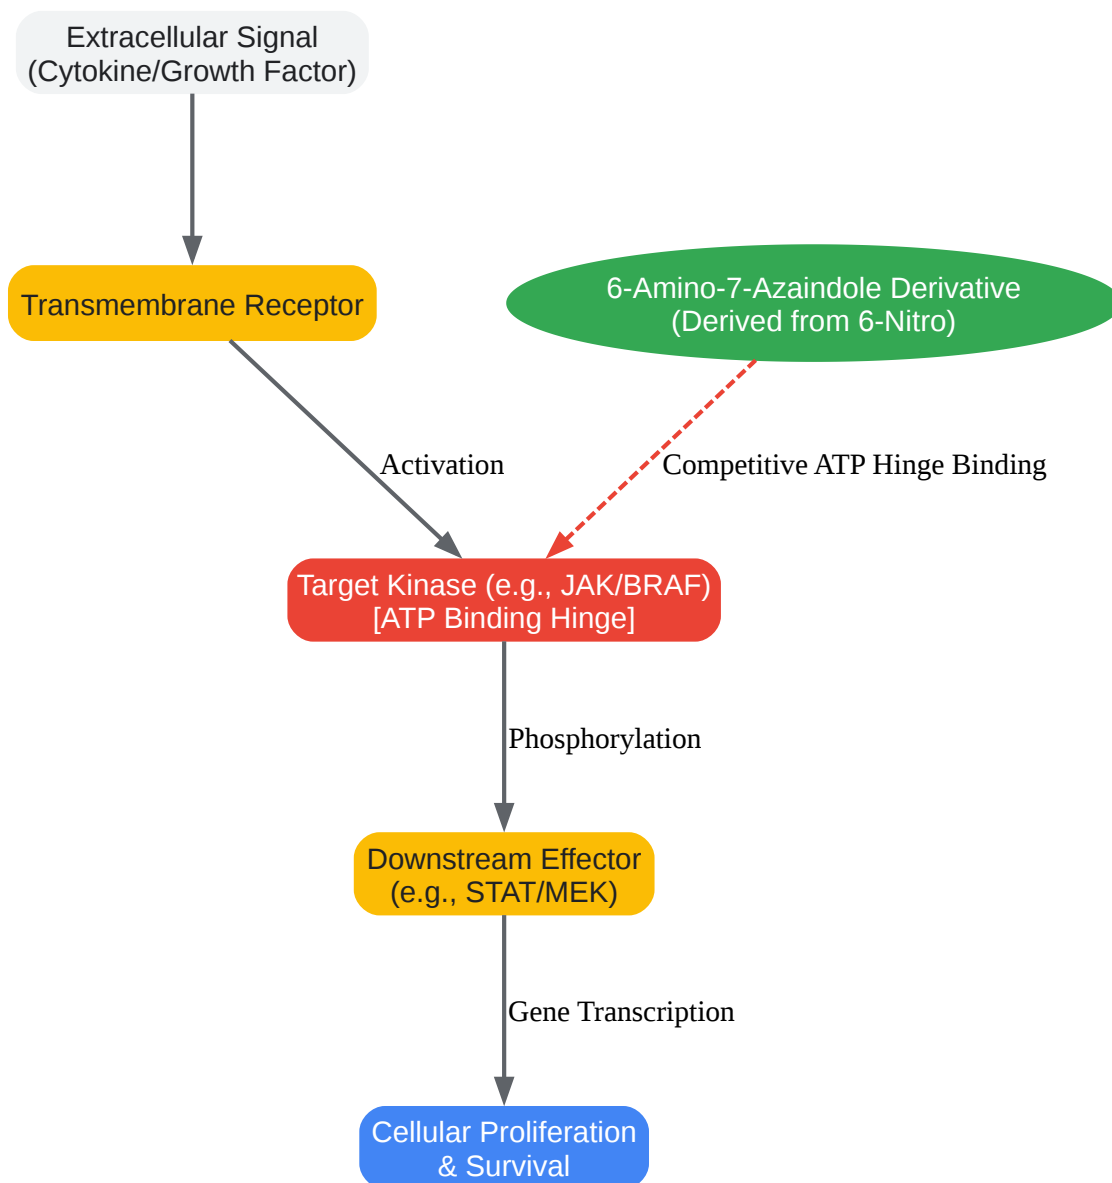 Extracellular Signal
(Cytokine/Growth Factor)
Transmembrane Receptor
6-Amino-7-Azaindole Derivative
(Derived from 6-Nitro)
Activation
Competitive ATP Hinge Binding
Target Kinase (e.g., JAK/BRAF)
[ATP Binding Hinge]
Phosphorylation
Downstream Effector
(e.g., STAT/MEK)
Gene Transcription
Cellular Proliferation
& Survival